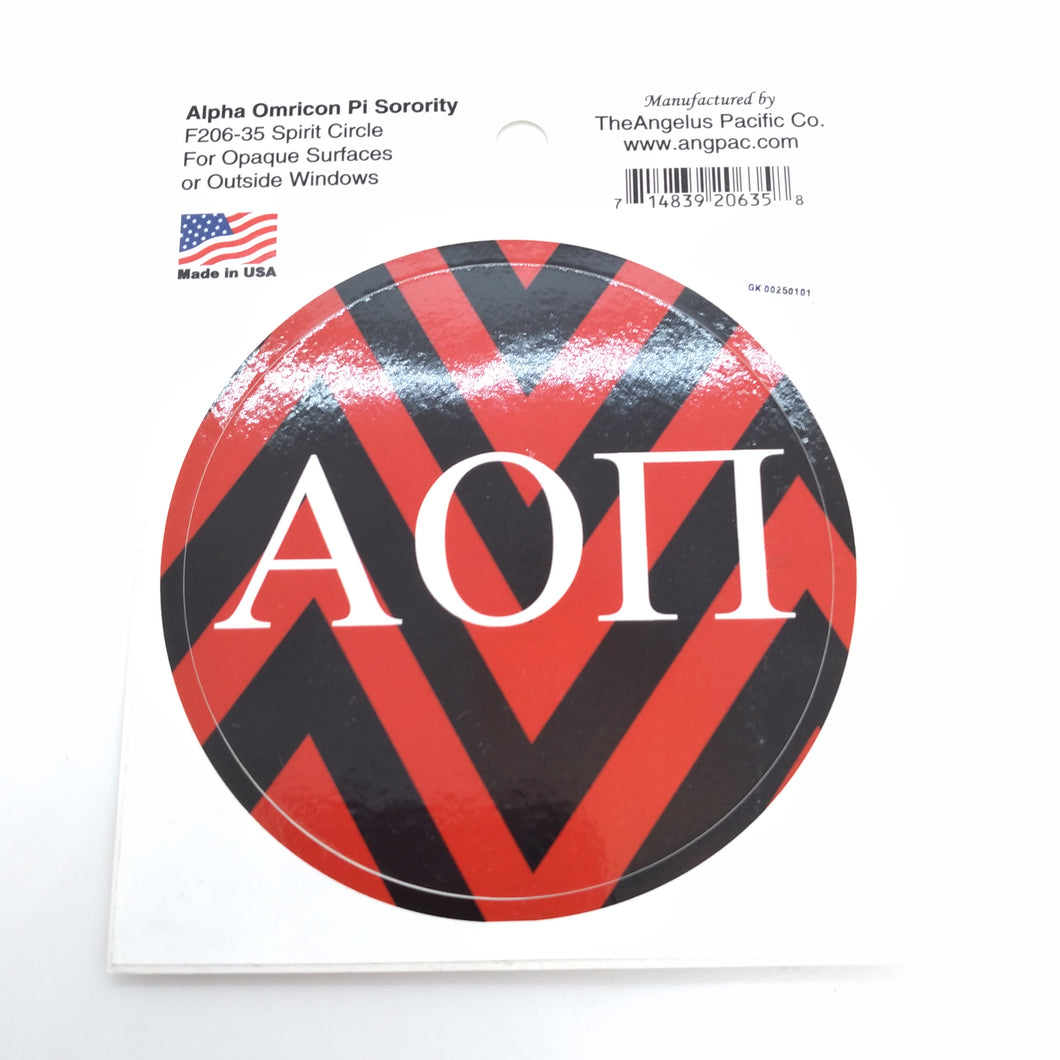 Alpha Omricon Pi Sorority
F206-35 Spirit Circle
For Opaque Surfaces
or Outside Windows
Made in USA
Manufactured by
TheAngelus Pacific Co.
www.angpac.com
7 14839 20635 8
GK 00250101
ΑΟΠ